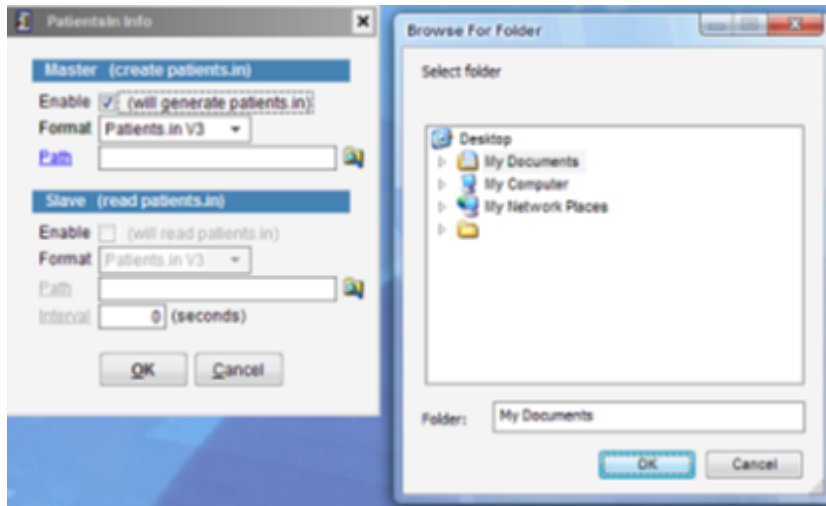 PatientsIn Info
Master (create patients.in)
Enable (will generate patients.in)
Format Patients.in V3
Path
Slave (read patients.in)
Enable (will read patients.in)
Format Patients.in V3
Path
Interval 0 (seconds)
OK Cancel
Browse For Folder
Select folder
Desktop
My Documents
My Computer
My Network Places
Folder: My Documents
OK Cancel